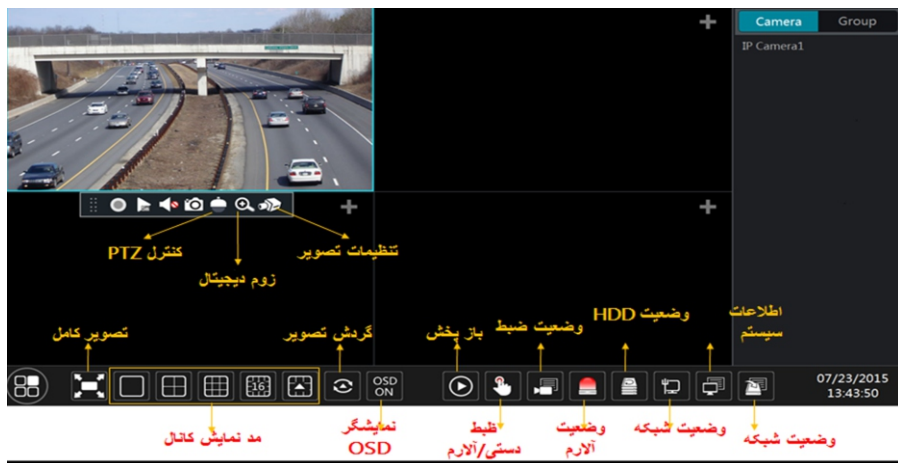 Camera Group
IP Camera1
کنترل PTZ
تنظیمات تصویر
زوم دیجیتال
تصویر کامل
گردش تصویر
باز پخش
وضعیت ضبط
وضعیت HDD
اطلاعات
سیستم
16
OSD
ON
07/23/2015
13:43:50
مد نمایش کانال
نمایشگر
OSD
ظبط
دستی/آلارم
وضعیت
آلارم
وضعیت شبکه
وضعیت شبکه